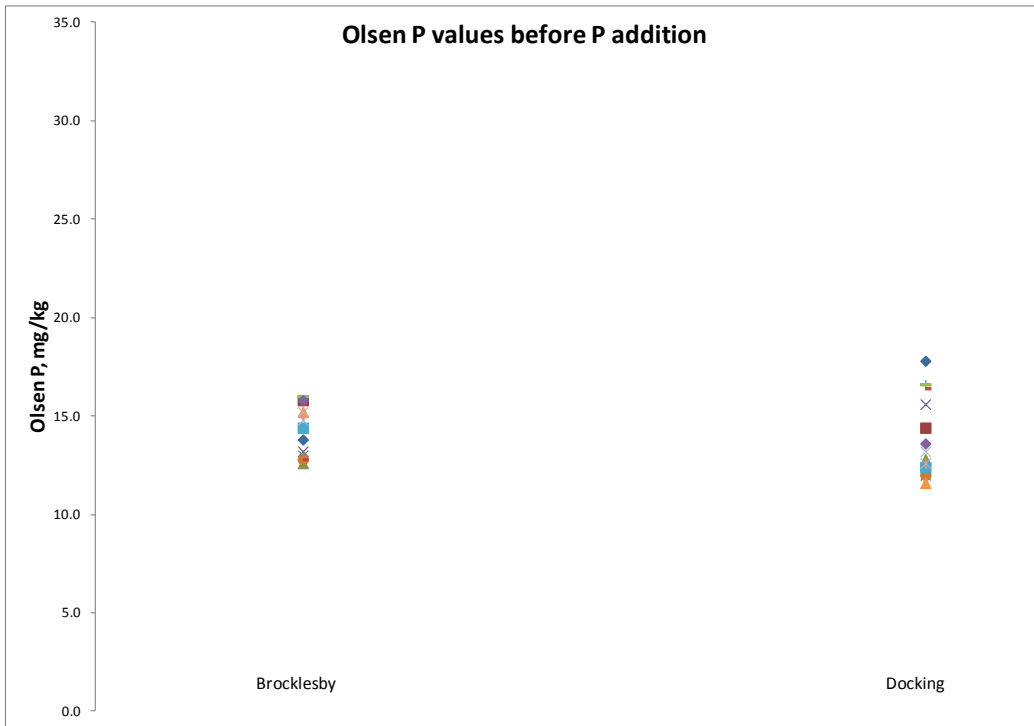 Olsen P values before P addition
35.0
30.0
25.0
20.0
15.0
10.0
5.0
0.0
Olsen P, mg/kg
Brocklesby
Docking